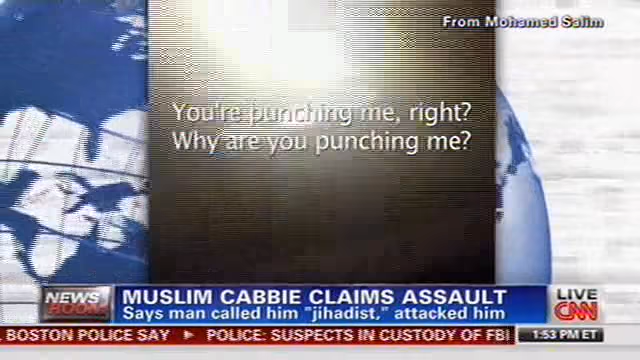 From Mohamed Salim
You're punching me, right?
Why are you punching me?
NEWS
ROOM
MUSLIM CABBIE CLAIMS ASSAULT
Says man called him "jihadist," attacked him
LIVE
CNN
BOSTON POLICE SAY ► POLICE: SUSPECTS IN CUSTODY OF FBI
1:53 PM ET